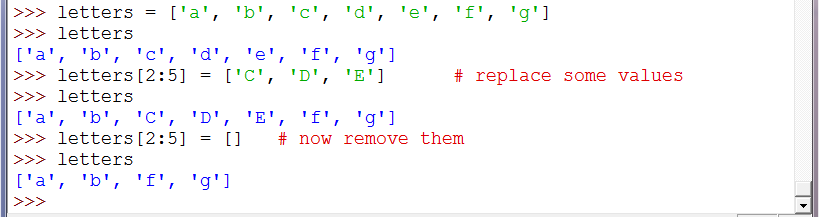 >>> letters = ['a', 'b', 'c', 'd', 'e', 'f', 'g']
>>> letters
['a', 'b', 'c', 'd', 'e', 'f', 'g']
>>> letters[2:5] = ['C', 'D', 'E']       # replace some values
>>> letters
['a', 'b', 'C', 'D', 'E', 'f', 'g']
>>> letters[2:5] = []   # now remove them
>>> letters
['a', 'b', 'f', 'g']
>>>